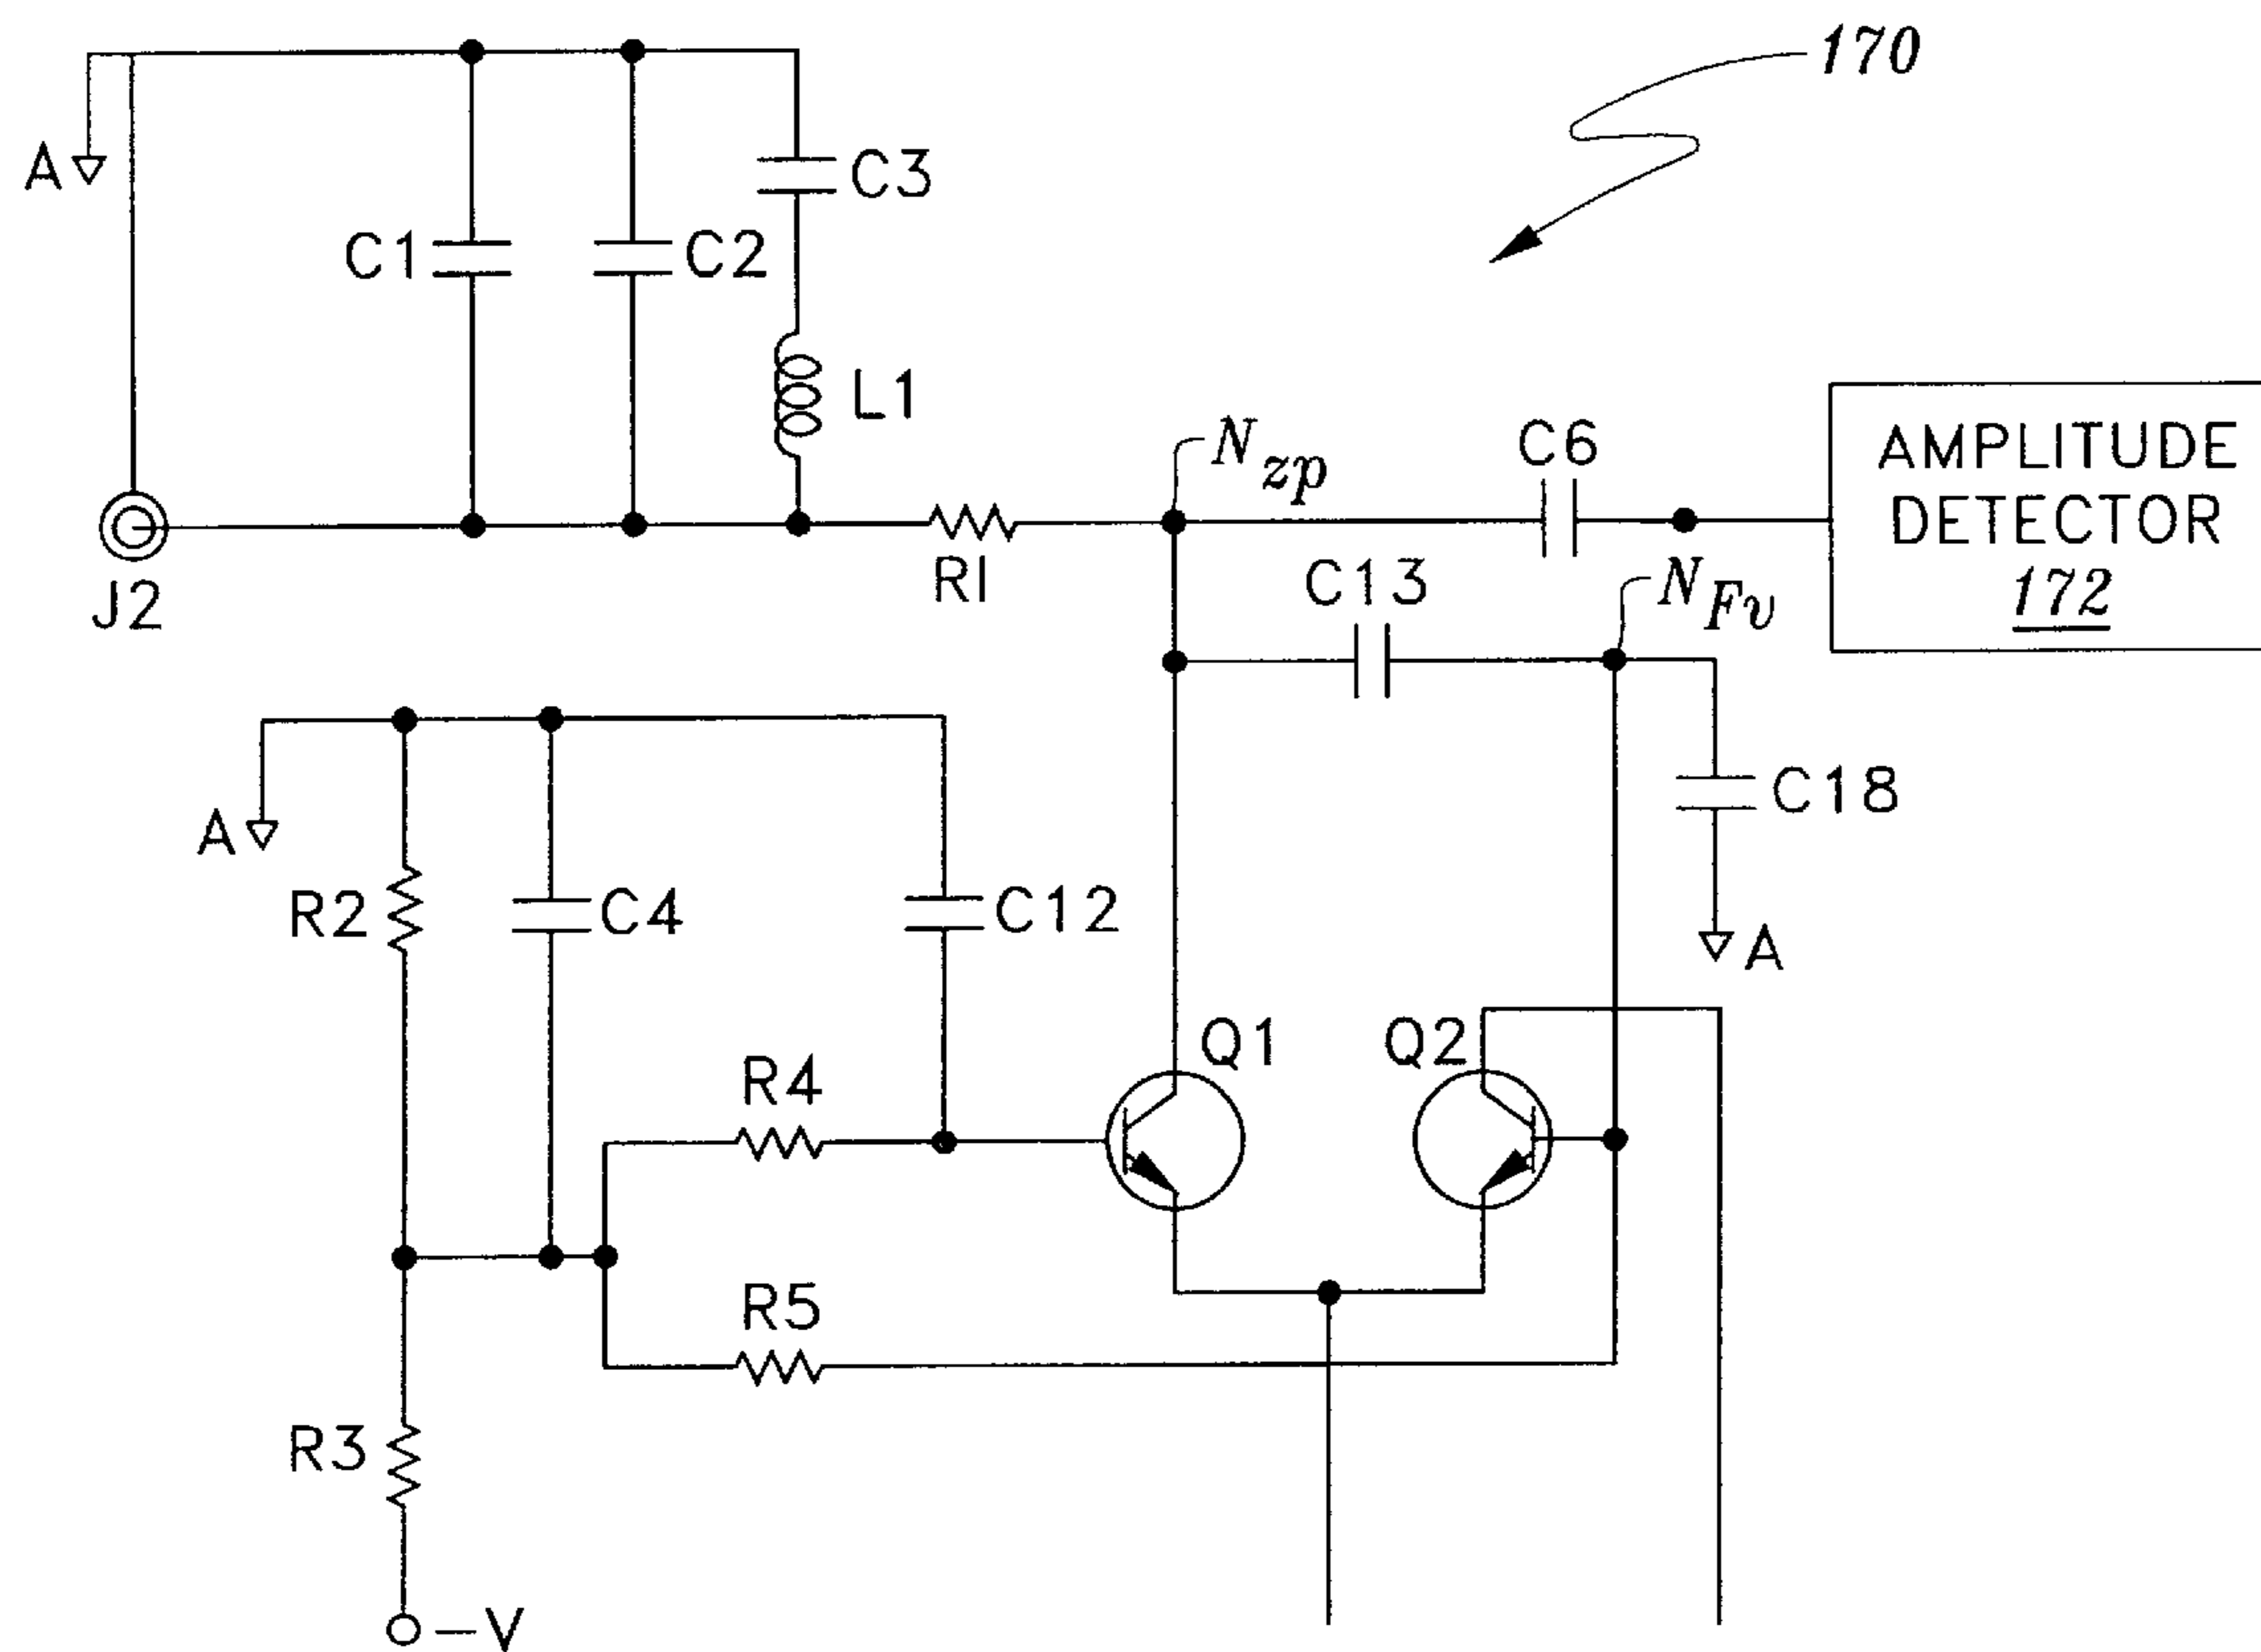 170
A
C3
C1
C2
L1
N_zp
C6
AMPLITUDE
DETECTOR
172
R1
C13
N_Fv
J2
A
C18
R2
C4
C12
A
Q1
Q2
R4
R5
R3
-V